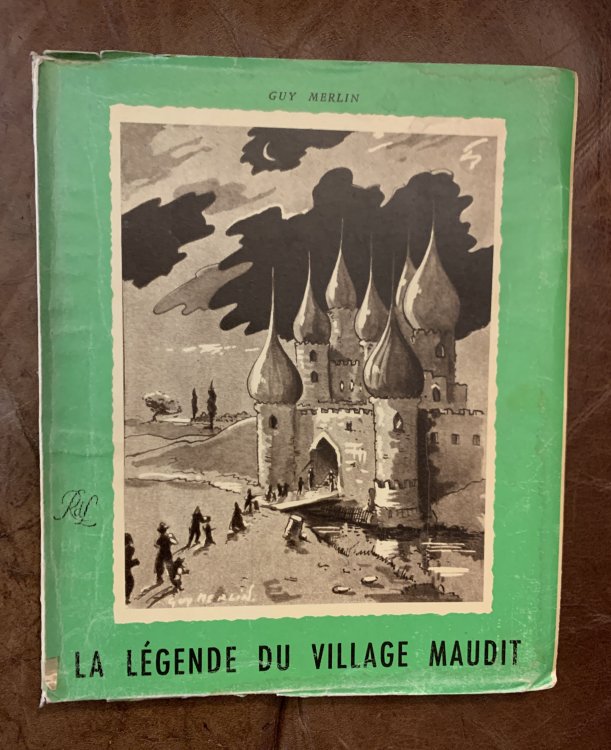 GUY MERLIN
GUY MERLIN.
LA LÉGENDE DU VILLAGE MAUDIT